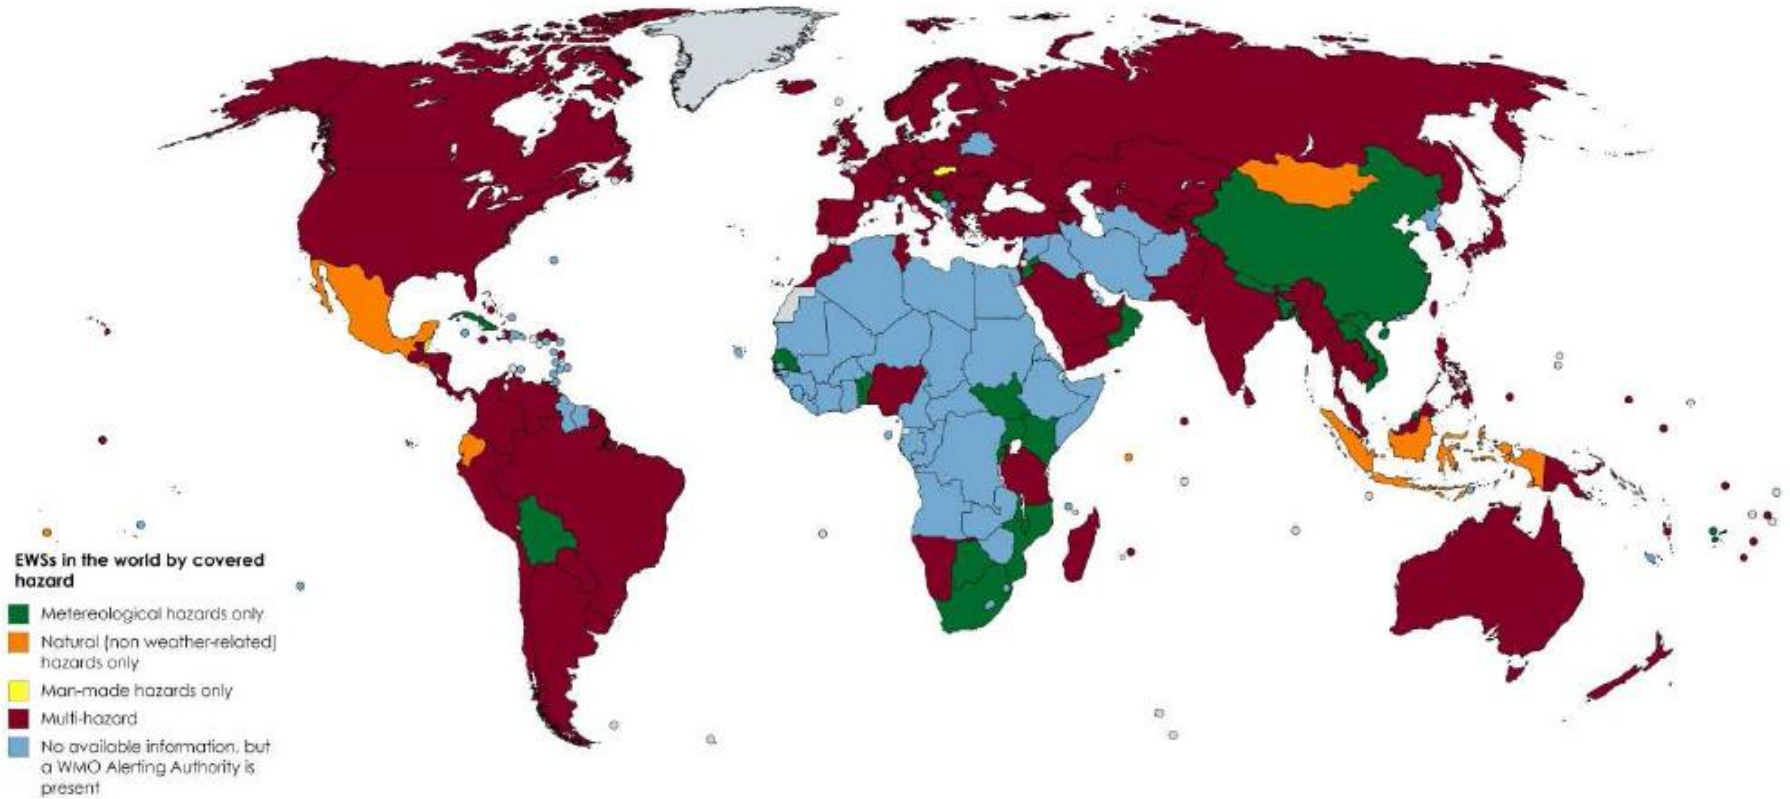 EWSs in the world by covered
hazard
Metereological hazards only
Natural (non weather-related)
hazards only
Man-made hazards only
Multi-hazard
No available information, but
a WMO Alerting Authority is
present